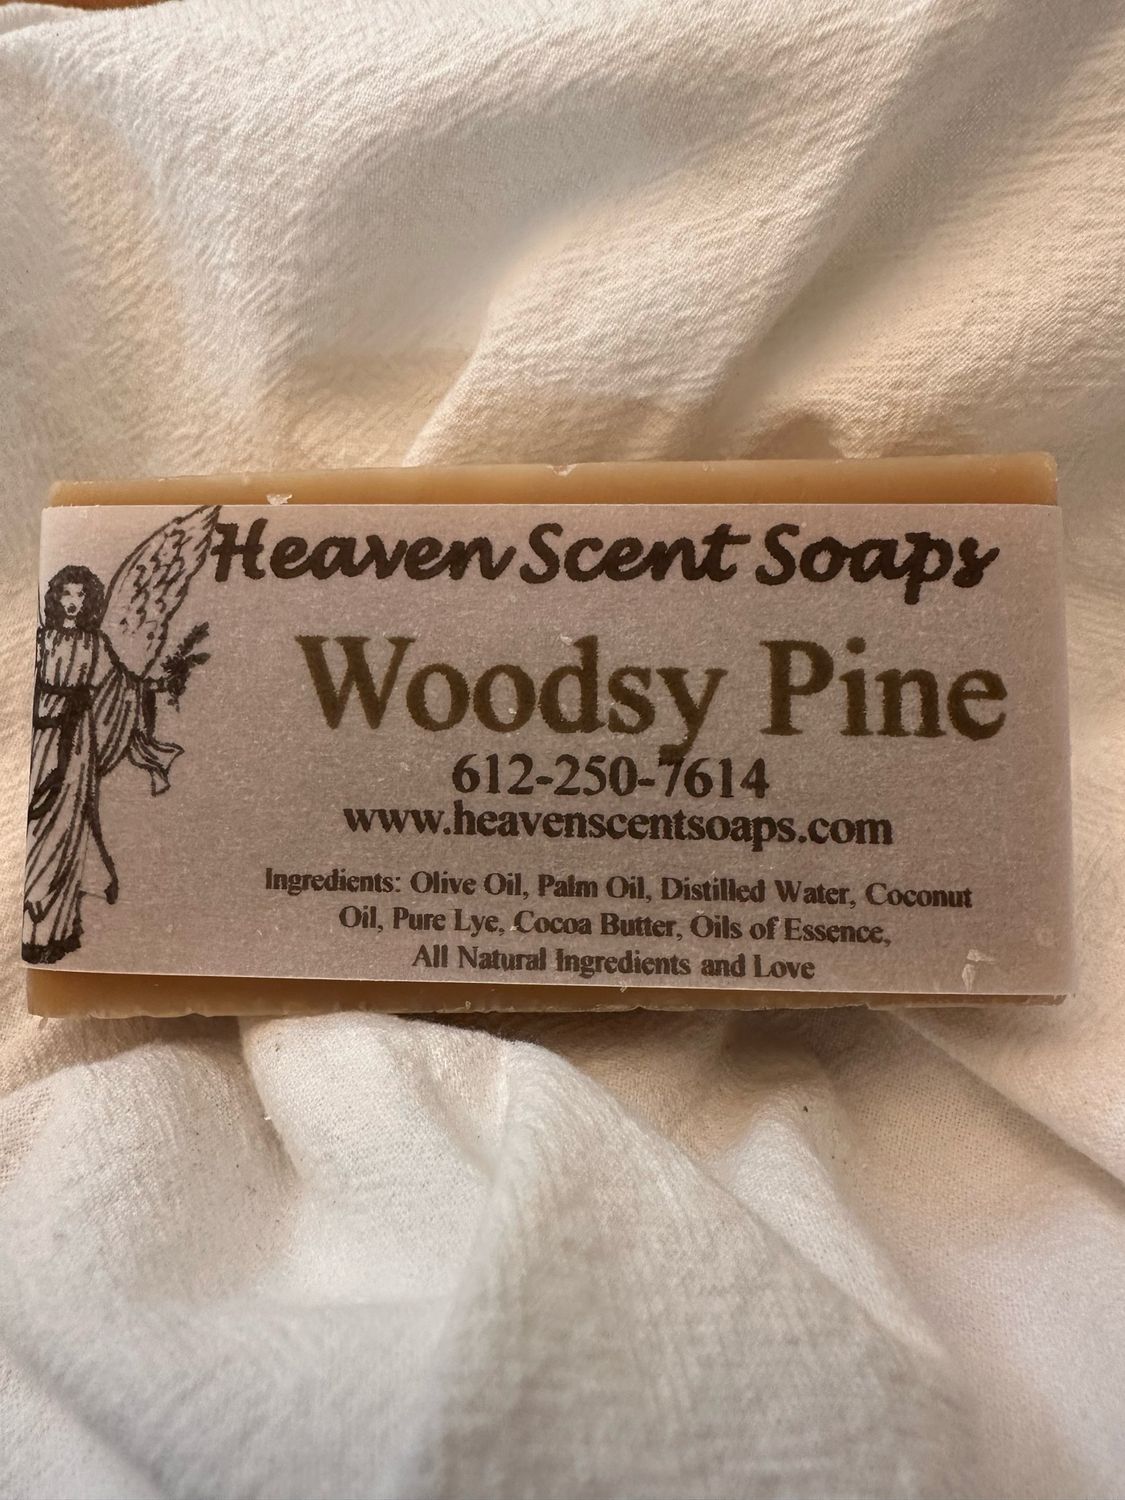 Heaven Scent Soaps
Woodsy Pine
612-250-7614
www.heavenscentsoaps.com
Ingredients: Olive Oil, Palm Oil, Distilled Water, Coconut
Oil, Pure Lye, Cocoa Butter, Oils of Essence,
All Natural Ingredients and Love